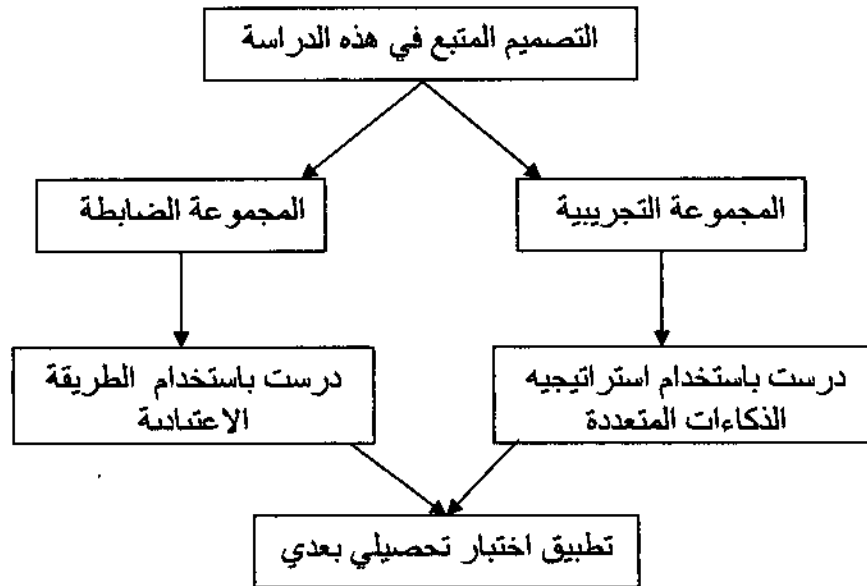 التصميم المتبع في هذه الدراسة
المجموعة التجريبية
المجموعة الضابطة
درست باستخدام استراتيجيه
الذكاءات المتعددة
درست باستخدام الطريقة
الاعتيادية
تطبيق اختبار تحصيلي بعدي